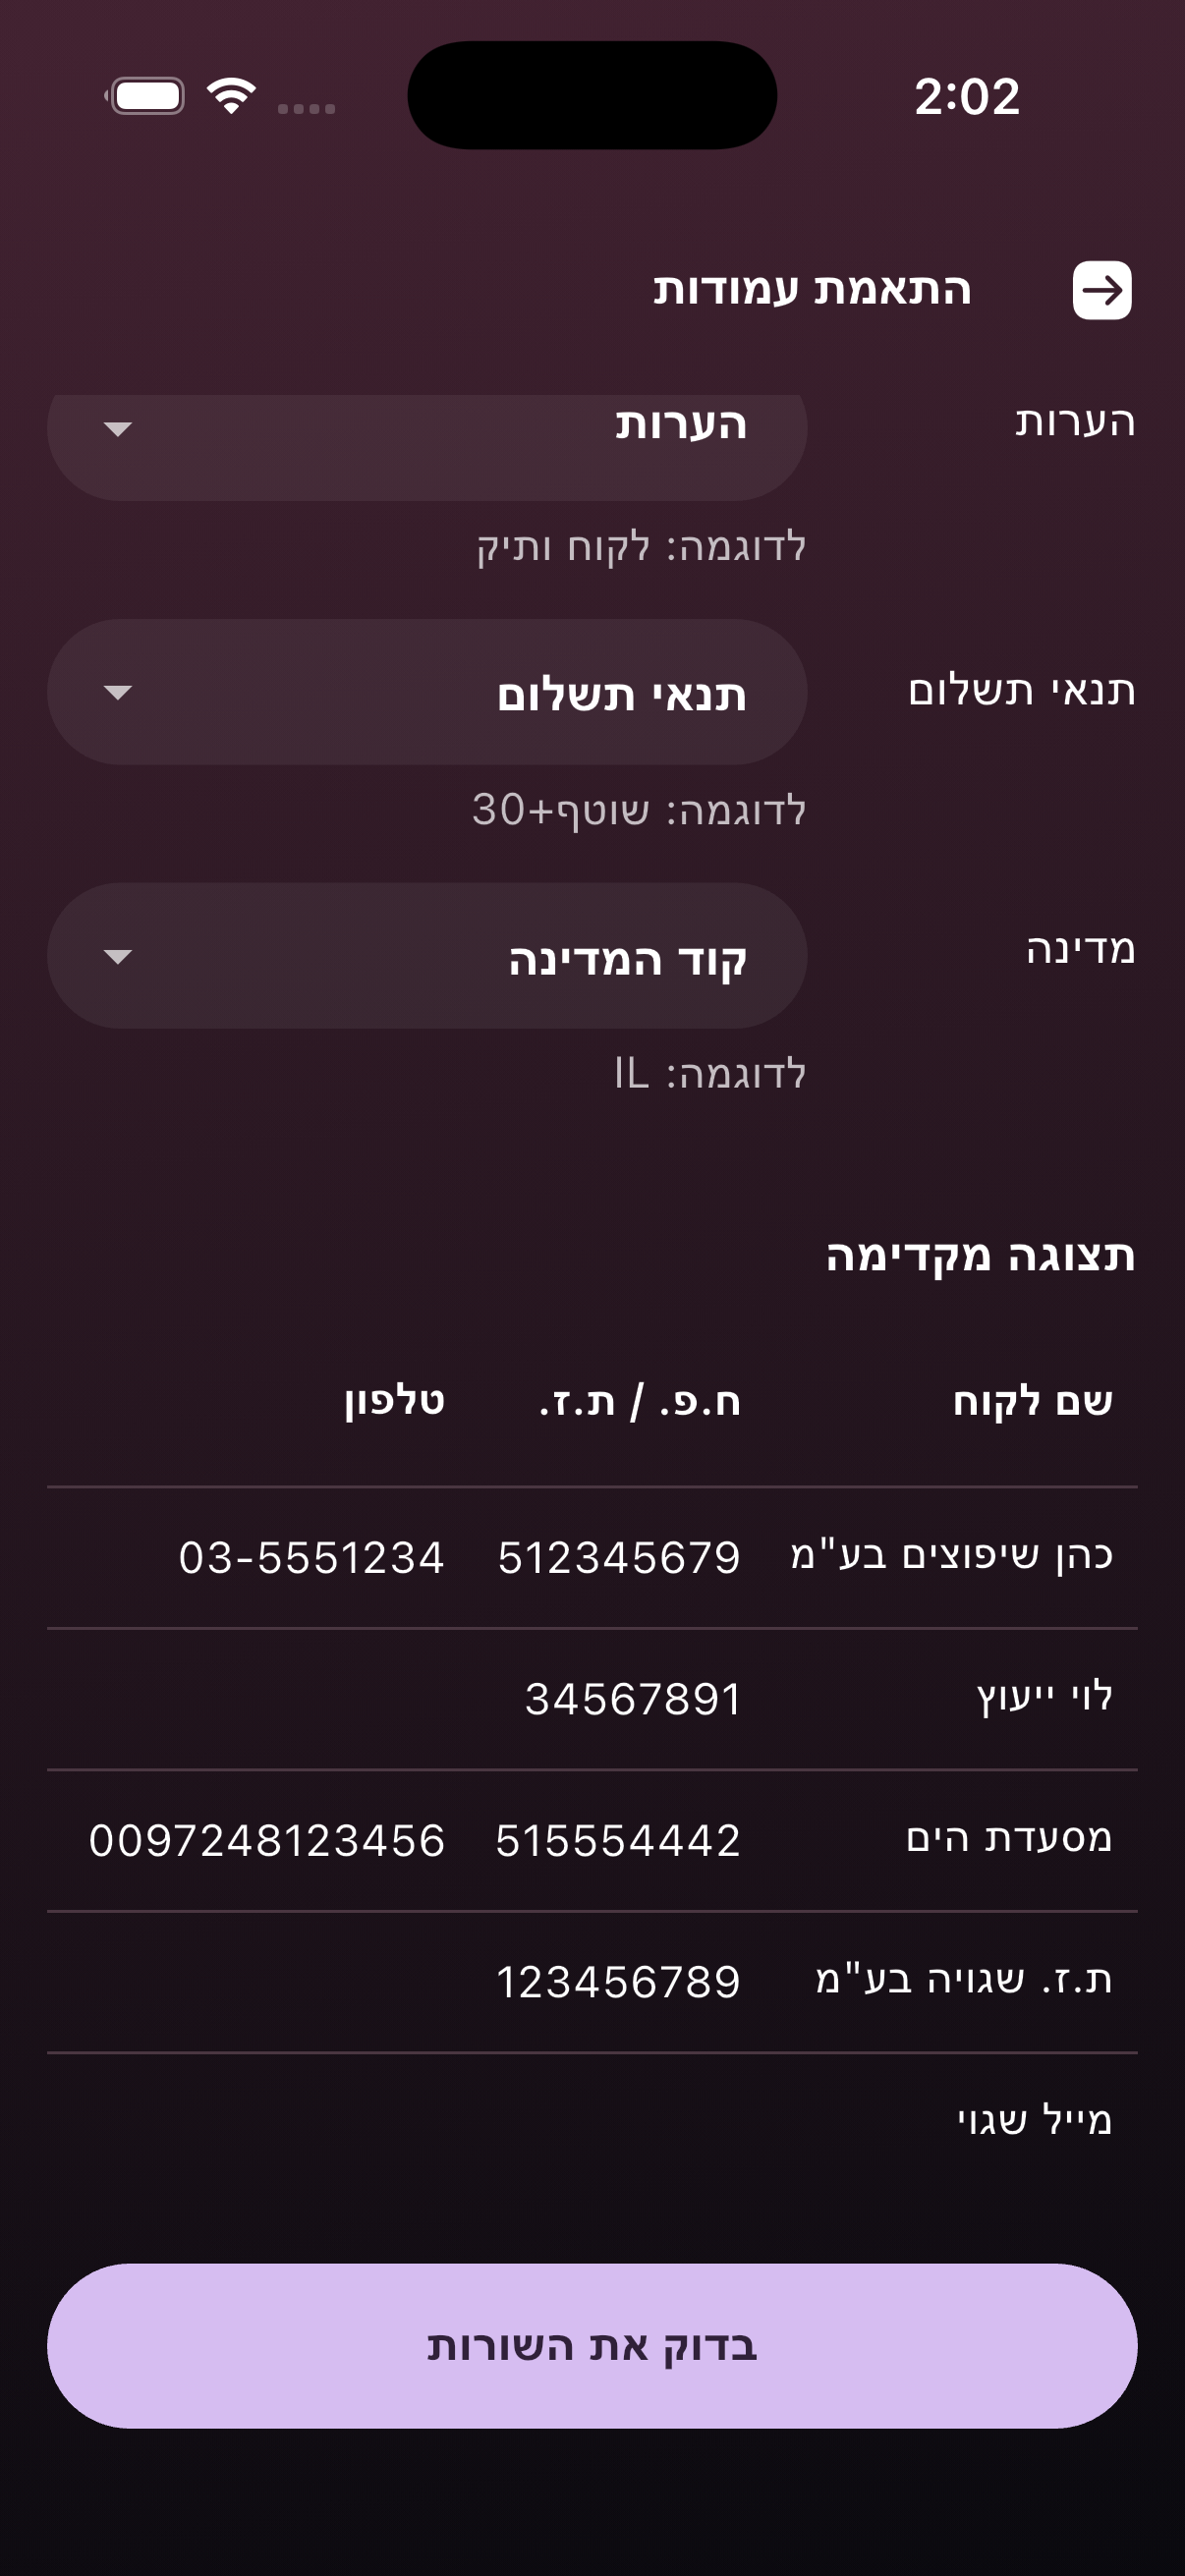 2:02
התאמת עמודות
הערות הערות
לדוגמה: לקוח ותיק
תנאי תשלום תנאי תשלום
לדוגמה: שוטף+30
מדינה קוד המדינה
לדוגמה: IL
תצוגה מקדימה
שם לקוח ח.פ. / ת.ז. טלפון
כהן שיפוצים בע"מ 512345679 03-5551234
לוי ייעוץ 34567891
מסעדת הים 515554442 0097248123456
ת.ז. שגויה בע"מ 123456789
מייל שגוי
בדוק את השורות